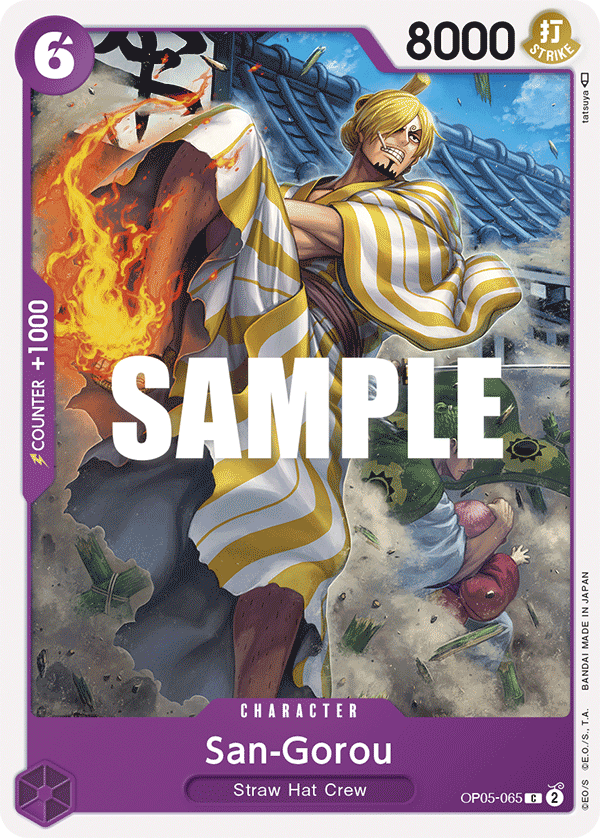 6
8000
打
STRIKE
tatsuya
COUNTER +1000
SAMPLE
BANDAI MADE IN JAPAN
©EO/S ©E.O./S., T.A.
CHARACTER
San-Gorou
Straw Hat Crew
OP05-065 C 2